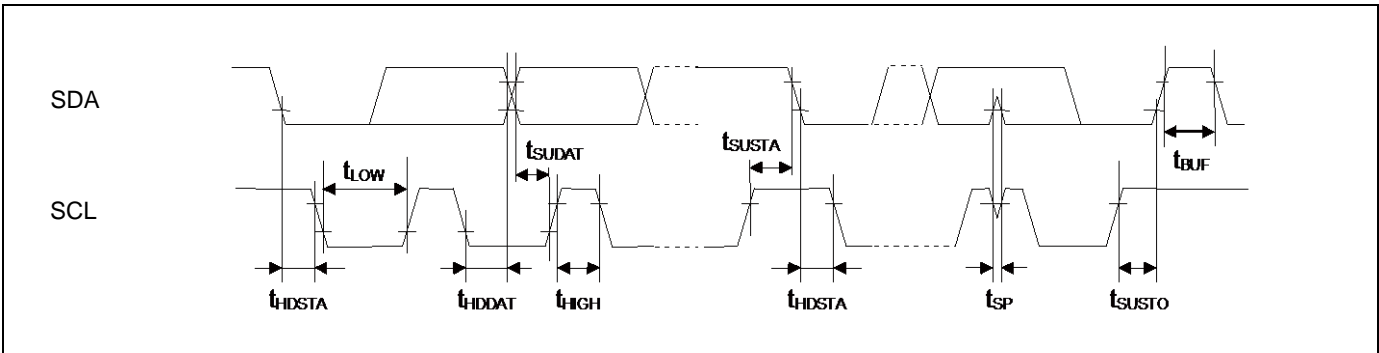 SDA
tSUSTA
tSUDAT
tBUF
tLOW
SCL
tHDSTA
tHDDAT
tHIGH
tHDSTA
tSP
tSUSTO